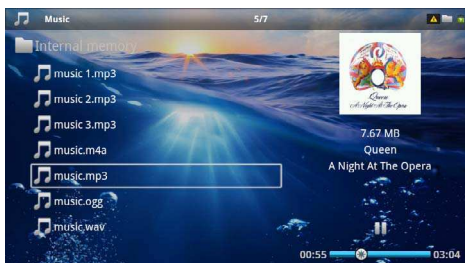 Music
5/7
Internal memory
music 1.mp3
music 2.mp3
music 3.mp3
music.m4a
music.mp3
music.ogg
music.wav
Queen
A Night At The Opera
7.67 MB
Queen
A Night At The Opera
00:55
03:04